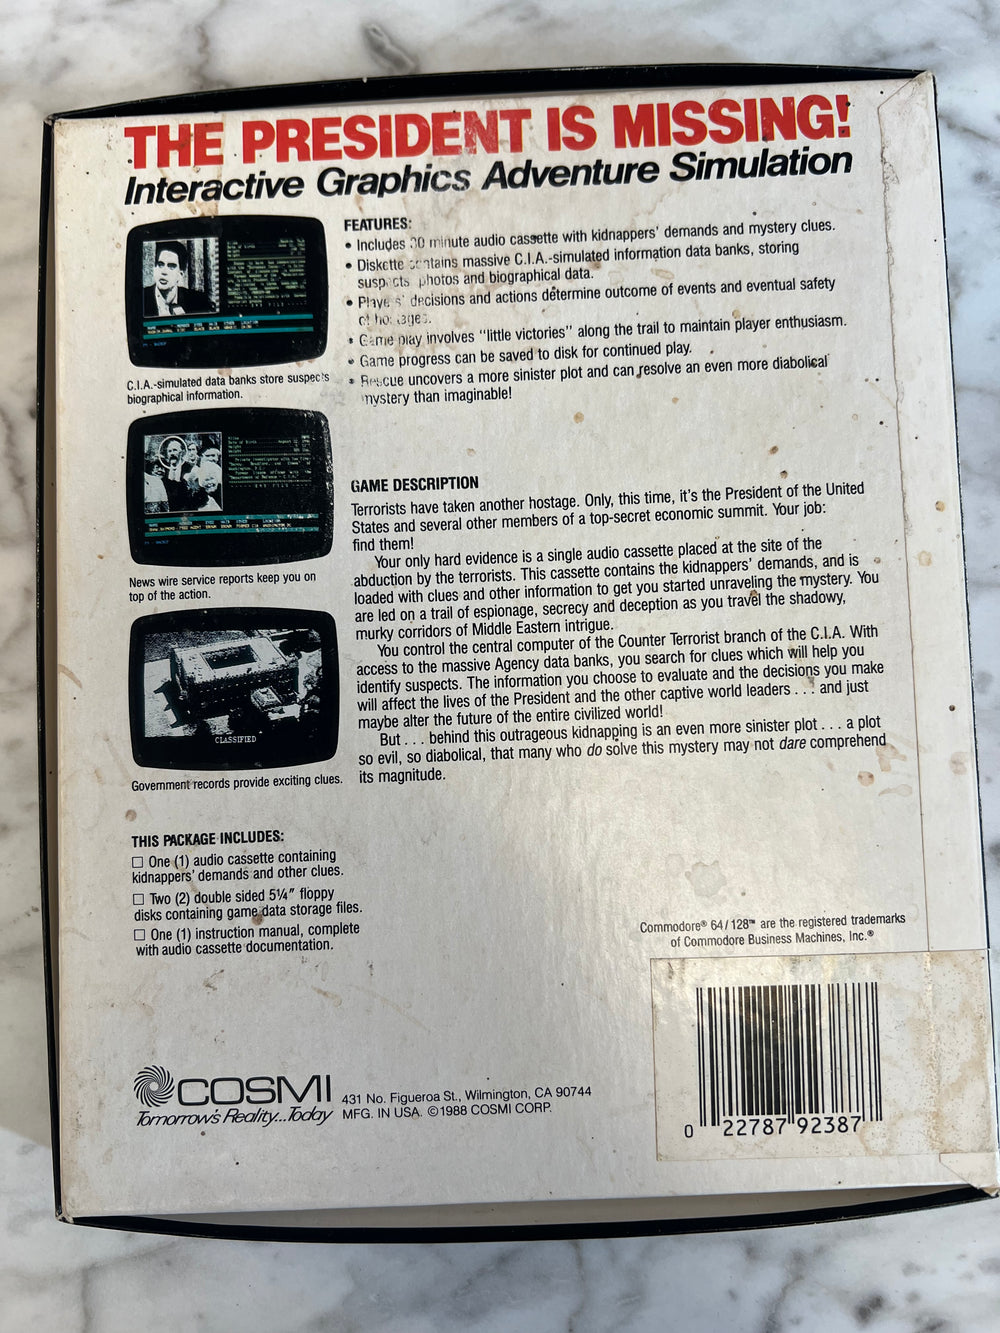 THE PRESIDENT IS MISSING!
Interactive Graphics Adventure Simulation
C.I.A.-simulated data banks store suspects
biographical information.
News wire service reports keep you on
top of the action.
CLASSIFIED
Government records provide exciting clues.
FEATURES:
• Includes 30 minute audio cassette with kidnappers' demands and mystery clues.
• Diskette contains massive C.I.A.-simulated information data banks, storing
suspects photos and biographical data.
• Players' decisions and actions determine outcome of events and eventual safety
of hostages.
• Game play involves "little victories" along the trail to maintain player enthusiasm.
• Game progress can be saved to disk for continued play.
• Rescue uncovers a more sinister plot and can resolve an even more diabolical
mystery than imaginable!
GAME DESCRIPTION
Terrorists have taken another hostage. Only, this time, it's the President of the United
States and several other members of a top-secret economic summit. Your job:
find them!
Your only hard evidence is a single audio cassette placed at the site of the
abduction by the terrorists. This cassette contains the kidnappers' demands, and is
loaded with clues and other information to get you started unraveling the mystery. You
are led on a trail of espionage, secrecy and deception as you travel the shadowy,
murky corridors of Middle Eastern intrigue.
You control the central computer of the Counter Terrorist branch of the C.I.A. With
access to the massive Agency data banks, you search for clues which will help you
identify suspects. The information you choose to evaluate and the decisions you make
will affect the lives of the President and the other captive world leaders . . . and just
maybe alter the future of the entire civilized world!
But . . . behind this outrageous kidnapping is an even more sinister plot . . . a plot
so evil, so diabolical, that many who do solve this mystery may not dare comprehend
its magnitude.
THIS PACKAGE INCLUDES:
☐ One (1) audio cassette containing
kidnappers' demands and other clues.
☐ Two (2) double sided 5¼" floppy
disks containing game data storage files.
☐ One (1) instruction manual, complete
with audio cassette documentation.
Commodore® 64/128™ are the registered trademarks
of Commodore Business Machines, Inc.®
COSMI
Tomorrow's Reality...Today
431 No. Figueroa St., Wilmington, CA 90744
MFG. IN USA. ©1988 COSMI CORP.
0 22787 92387